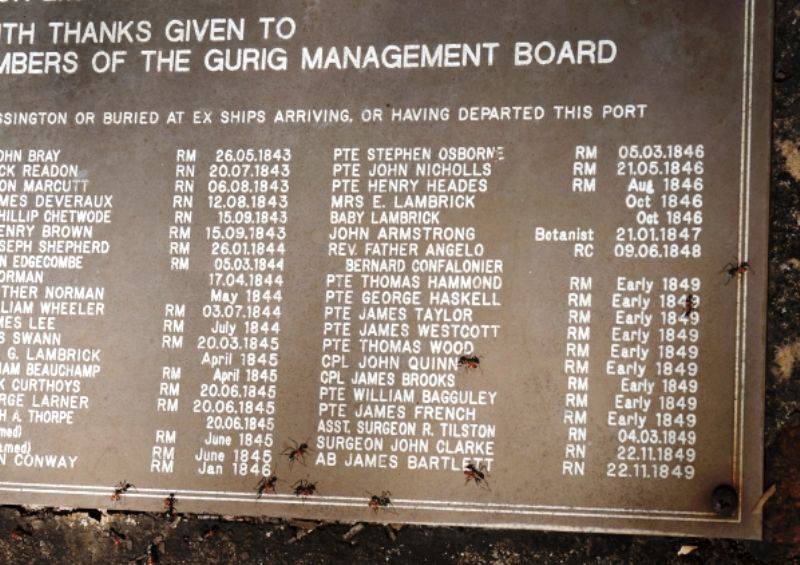 ITH THANKS GIVEN TO
MBERS OF THE GURIG MANAGEMENT BOARD
SSINGTON OR BURIED AT EX SHIPS ARRIVING, OR HAVING DEPARTED THIS PORT
OHN BRAY RM 26.05.1843
CK READON RN 20.07.1843
ON MARCUTT RN 06.08.1843
MES DEVERAUX RN 12.08.1843
HILLIP CHETWODE RN 15.09.1843
ENRY BROWN RM 15.09.1843
SEPH SHEPHERD RM 26.01.1844
N EDGECOMBE RM 05.03.1844
ORMAN 17.04.1844
THER NORMAN May 1844
LIAM WHEELER RM 03.07.1844
MES LEE RM July 1844
S SWANN RM 20.03.1845
G. LAMBRICK April 1845
AM BEAUCHAMP RM April 1845
K CURTHOYS RM 20.06.1845
RGE LARNER RM 20.06.1845
H A. THORPE 20.06.1845
med) RM June 1845
amed) RM June 1845
N CONWAY RM Jan 1846
PTE STEPHEN OSBORNE RM 05.03.1846
PTE JOHN NICHOLLS RM 21.05.1846
PTE HENRY HEADES RM Aug 1846
MRS E. LAMBRICK Oct 1846
BABY LAMBRICK Oct 1846
JOHN ARMSTRONG Botanist 21.01.1847
REV. FATHER ANGELO RC 09.06.1848
BERNARD CONFALONIER
PTE THOMAS HAMMOND RM Early 1849
PTE GEORGE HASKELL RM Early 1849
PTE JAMES TAYLOR RM Early 1849
PTE JAMES WESTCOTT RM Early 1849
PTE THOMAS WOOD RM Early 1849
CPL JOHN QUINN RM Early 1849
CPL JAMES BROOKS RM Early 1849
PTE WILLIAM BAGGULEY RM Early 1849
PTE JAMES FRENCH RM Early 1849
ASST. SURGEON R. TILSTON RN 04.03.1849
SURGEON JOHN CLARKE RN 22.11.1849
AB JAMES BARTLETT RN 22.11.1849